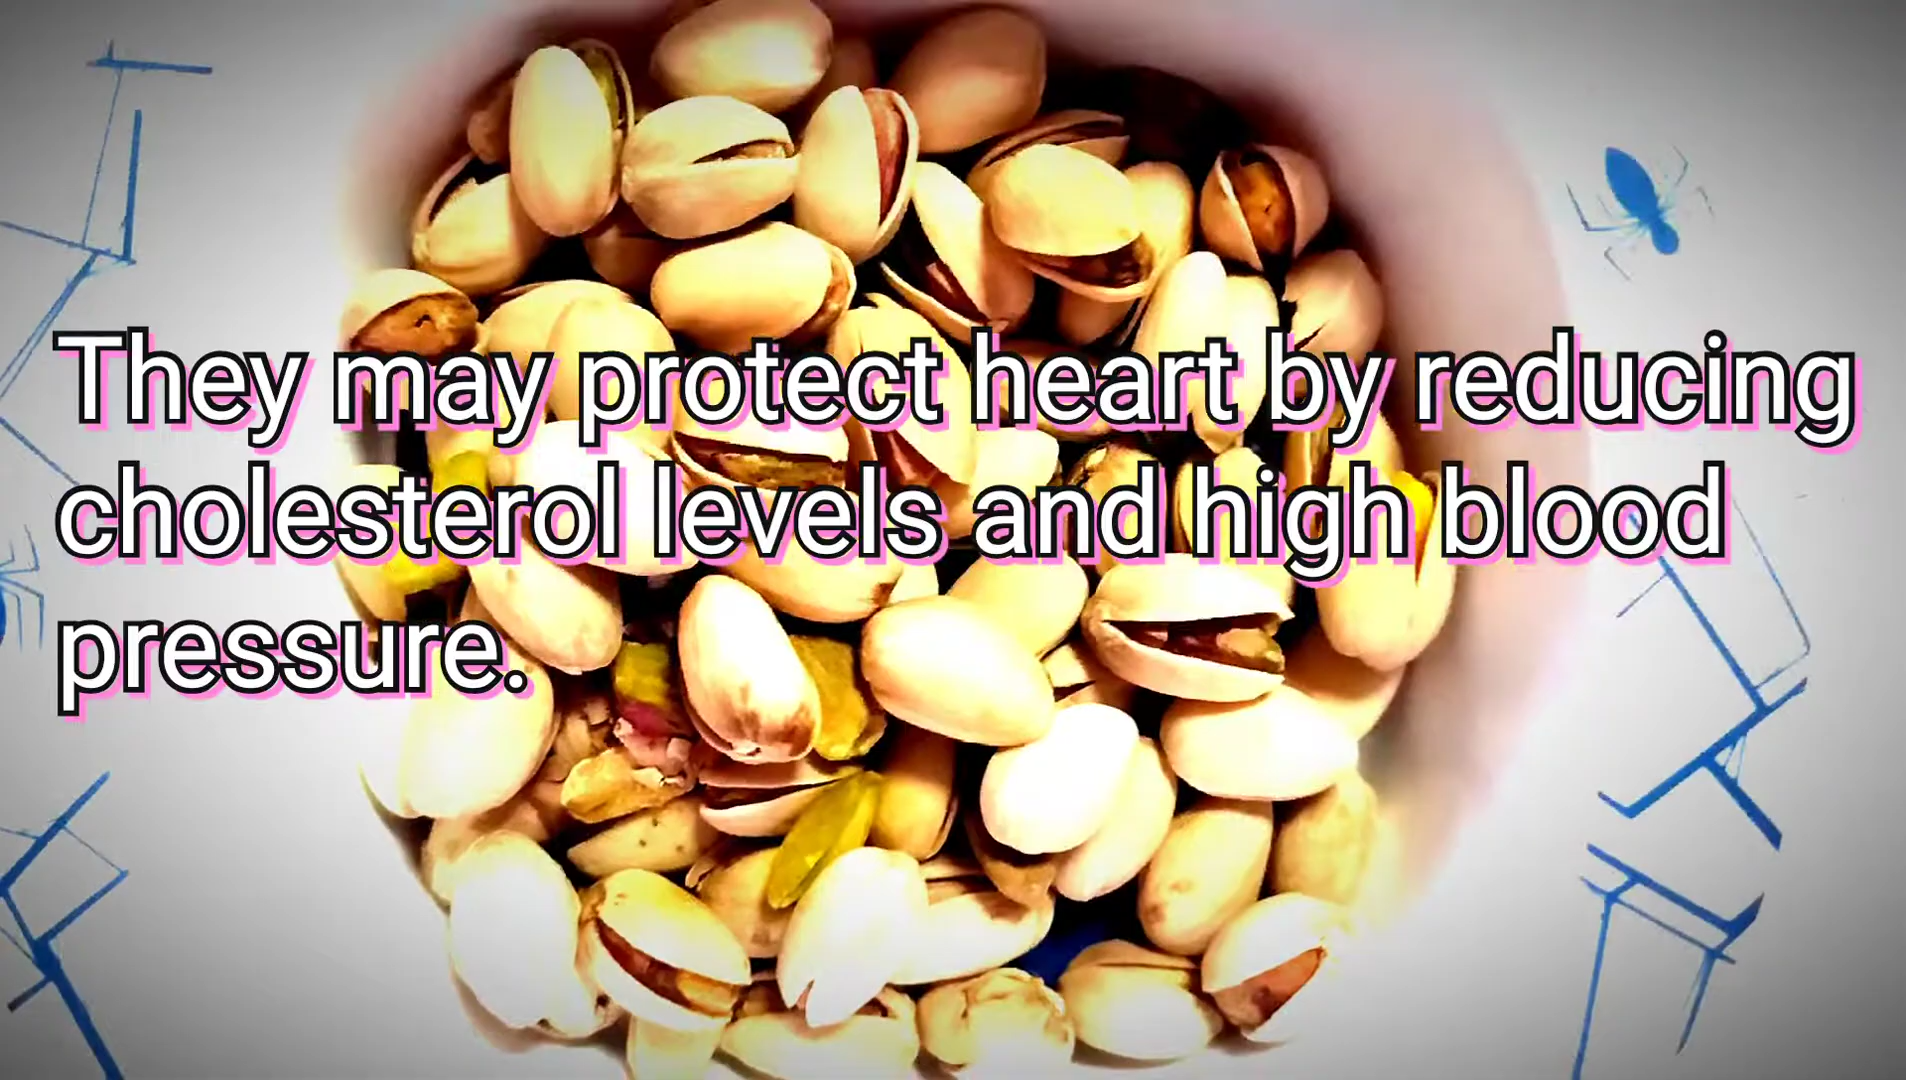 They may protect heart by reducing
cholesterol levels and high blood
pressure.